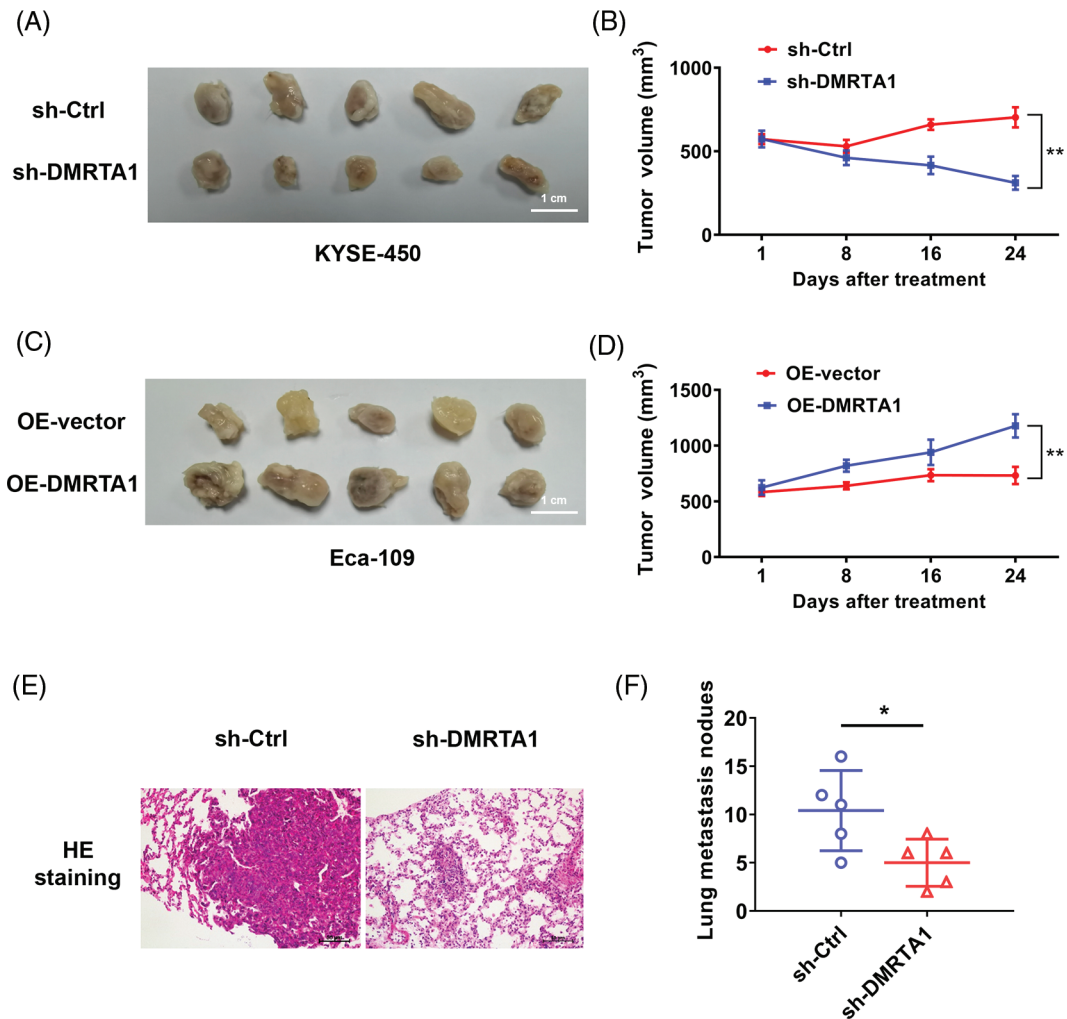 (A)
sh-Ctrl
sh-DMRTA1
1 cm
KYSE-450
(B)
sh-Ctrl
sh-DMRTA1
Tumor volume (mm³)
1000
500
0
1 8 16 24
Days after treatment
**
(C)
OE-vector
OE-DMRTA1
1 cm
Eca-109
(D)
OE-vector
OE-DMRTA1
Tumor volume (mm³)
1500
1000
500
0
1 8 16 24
Days after treatment
**
(E)
sh-Ctrl sh-DMRTA1
HE
staining
(F)
Lung metastasis nodues
20
15
10
5
0
*
sh-Ctrl
sh-DMRTA1